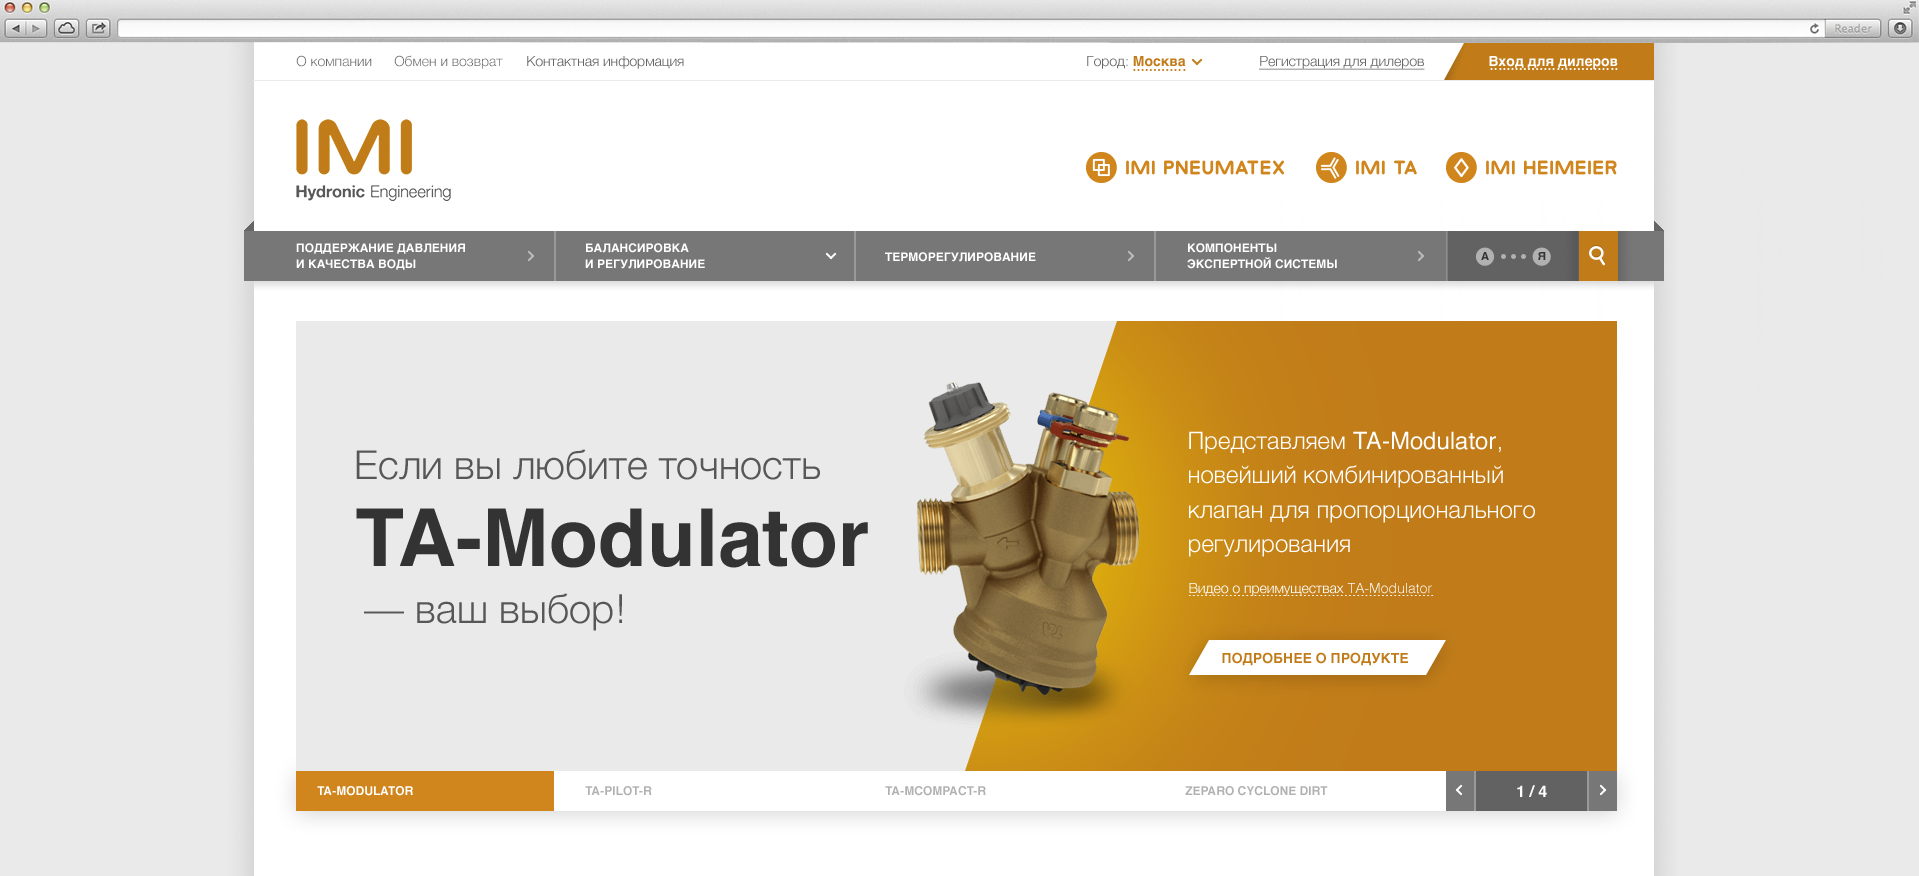 Reader
О компании
Обмен и возврат
Контактная информация
Город: Москва
Регистрация для дилеров
Вход для дилеров
IMI
Hydronic Engineering
IMI PNEUMATEX
IMI TA
IMI HEIMEIER
ПОДДЕРЖАНИЕ ДАВЛЕНИЯ
И КАЧЕСТВА ВОДЫ
БАЛАНСИРОВКА
И РЕГУЛИРОВАНИЕ
ТЕРМОРЕГУЛИРОВАНИЕ
КОМПОНЕНТЫ
ЭКСПЕРТНОЙ СИСТЕМЫ
А ••• Я
Если вы любите точность
TA-Modulator
— ваш выбор!
Представляем TA-Modulator,
новейший комбинированный
клапан для пропорционального
регулирования
Видео о преимуществах TA-Modulator
ПОДРОБНЕЕ О ПРОДУКТЕ
TA-MODULATOR
TA-PILOT-R
TA-MCOMPACT-R
ZEPARO CYCLONE DIRT
1 / 4